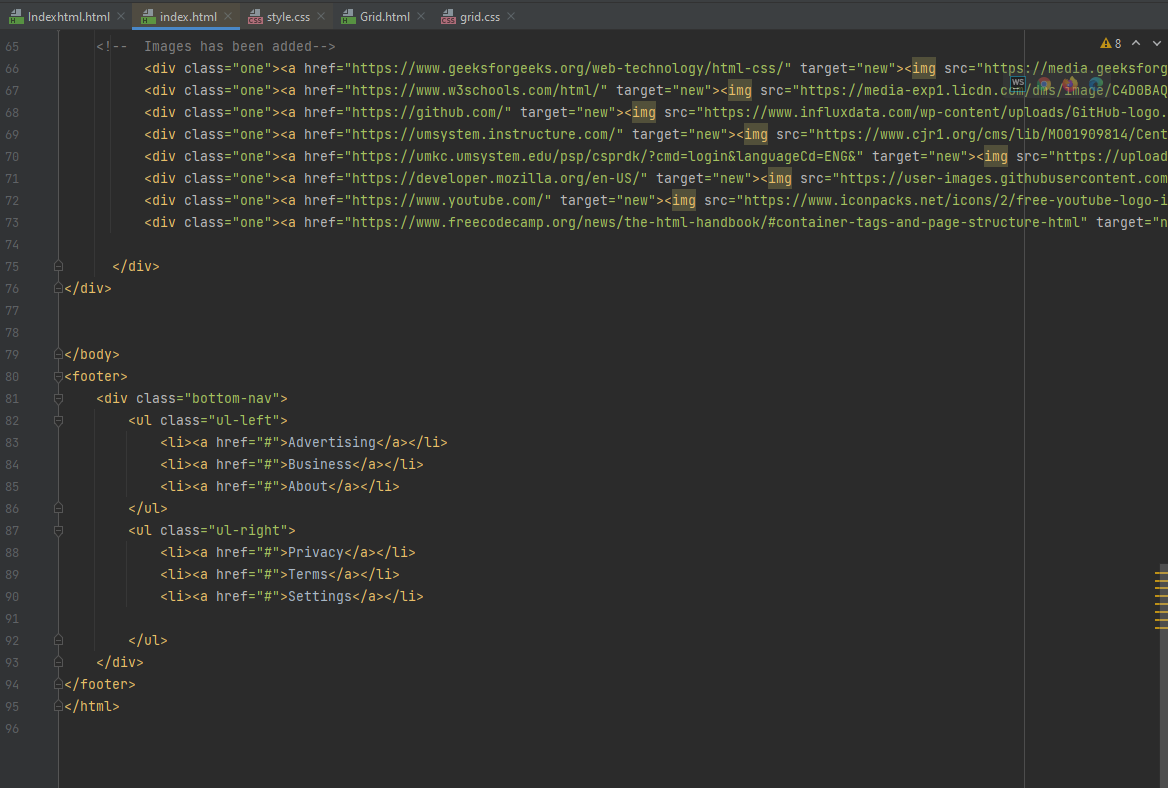 Indexhtml.html index.html style.css Grid.html grid.css
8
65 <!--  Images has been added-->
66 <div class="one"><a href="https://www.geeksforgeeks.org/web-technology/html-css/" target="new"><img src="https://media.geeksforg
67 <div class="one"><a href="https://www.w3schools.com/html/" target="new"><img src="https://media-exp1.licdn.com/dms/image/C4D0BAQ
68 <div class="one"><a href="https://github.com/" target="new"><img src="https://www.influxdata.com/wp-content/uploads/GitHub-logo.
69 <div class="one"><a href="https://umsystem.instructure.com/" target="new"><img src="https://www.cjr1.org/cms/lib/MO01909814/Cent
70 <div class="one"><a href="https://umkc.umsystem.edu/psp/csprdk/?cmd=login&languageCd=ENG&" target="new"><img src="https://upload
71 <div class="one"><a href="https://developer.mozilla.org/en-US/" target="new"><img src="https://user-images.githubusercontent.com
72 <div class="one"><a href="https://www.youtube.com/" target="new"><img src="https://www.iconpacks.net/icons/2/free-youtube-logo-i
73 <div class="one"><a href="https://www.freecodecamp.org/news/the-html-handbook/#container-tags-and-page-structure-html" target="n
74
75 </div>
76 </div>
77
78
79 </body>
80 <footer>
81 <div class="bottom-nav">
82 <ul class="ul-left">
83 <li><a href="#">Advertising</a></li>
84 <li><a href="#">Business</a></li>
85 <li><a href="#">About</a></li>
86 </ul>
87 <ul class="ul-right">
88 <li><a href="#">Privacy</a></li>
89 <li><a href="#">Terms</a></li>
90 <li><a href="#">Settings</a></li>
91
92 </ul>
93 </div>
94 </footer>
95 </html>
96